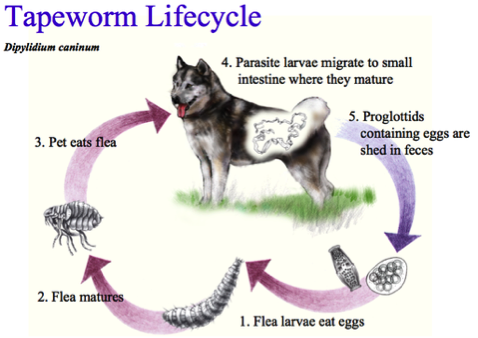 Tapeworm Lifecycle
Dipylidium caninum
4. Parasite larvae migrate to small
intestine where they mature
5. Proglottids
containing eggs are
shed in feces
3. Pet eats flea
2. Flea matures
1. Flea larvae eat eggs